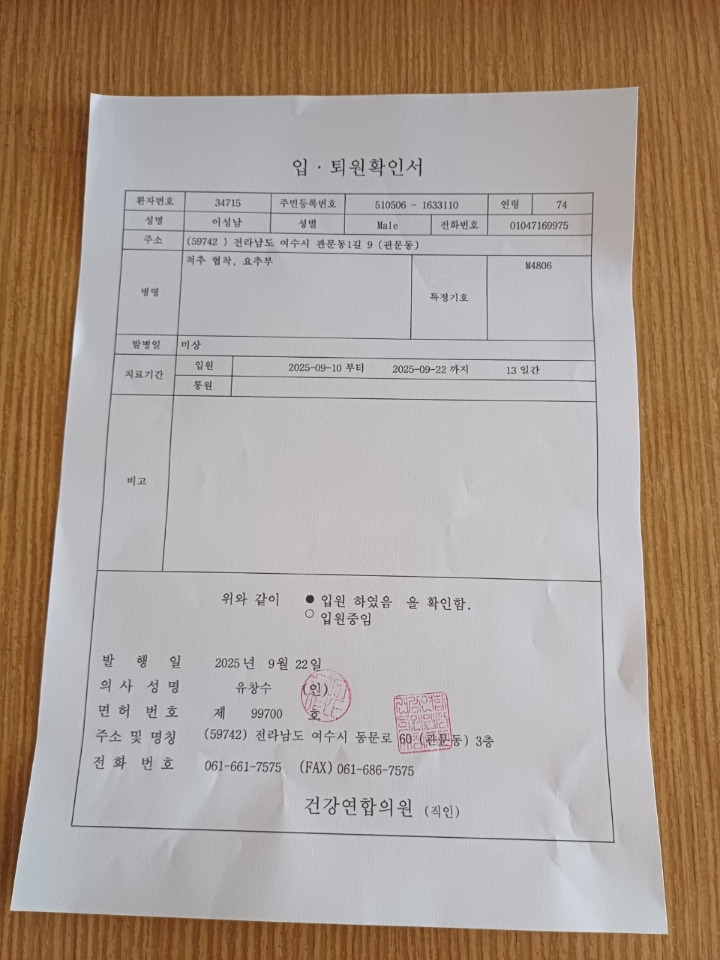 입 · 퇴원확인서
환자번호 34715 주민등록번호 510506 - 1633110 연령 74
성명 이성남 성별 Male 전화번호 01047169975
주소 (59742 ) 전라남도 여수시 관문동1길 9 (관문동)
병명 척추 협착, 요추부 특정기호 M4806
발병일 미상
치료기간 입원 2025-09-10 부터 2025-09-22 까지 13 일간
통원
비고
위와 같이 ● 입원 하였음 을 확인함.
○ 입원중임
발 행 일 2025 년 9 월 22 일
의 사 성 명 유창수 (인)
면 허 번 호 제 99700 호
주소 및 명칭 (59742) 전라남도 여수시 동문로 60 (관문동) 3층
전 화 번 호 061-661-7575 (FAX) 061-686-7575
건강연합의원 (직인)